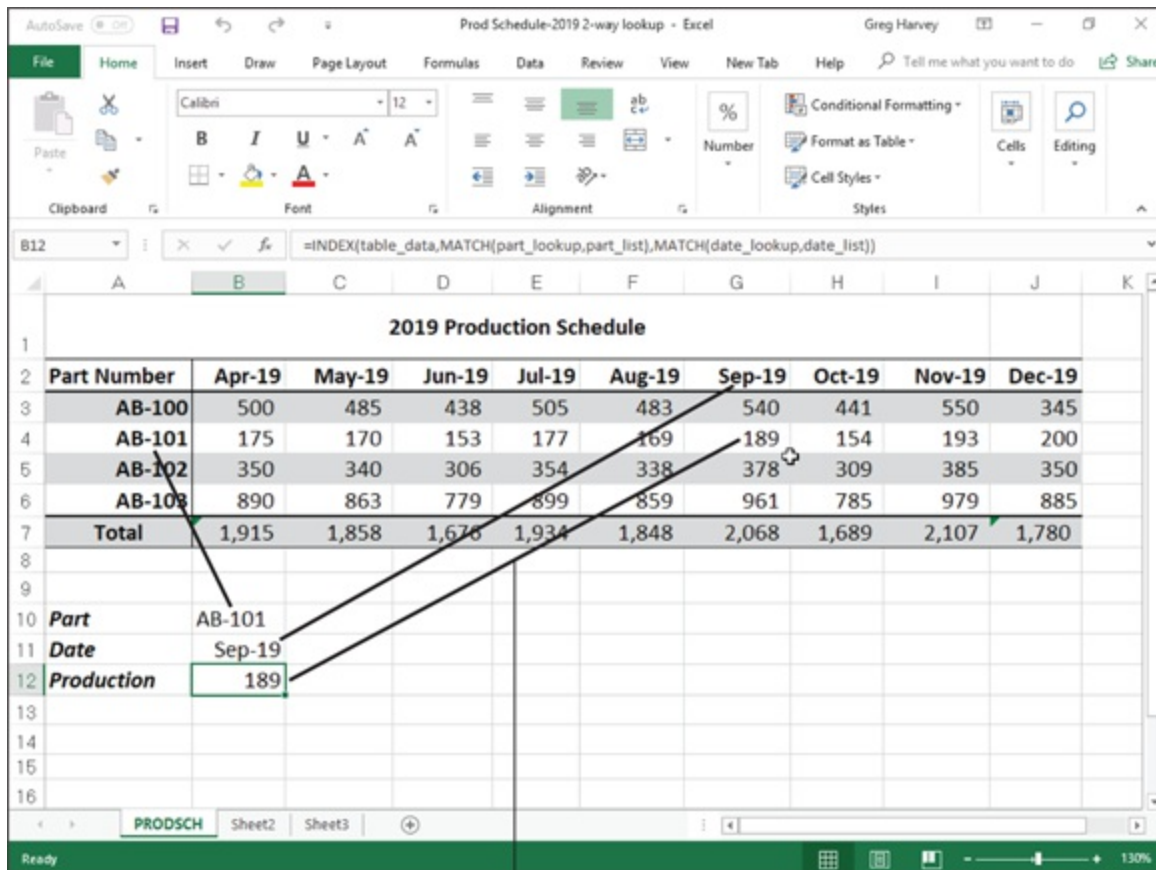 AutoSave Off Prod Schedule-2019 2-way lookup - Excel Greg Harvey
File Home Insert Draw Page Layout Formulas Data Review View New Tab Help Tell me what you want to do Share
Calibri 12 ab c
B I U A A % Conditional Formatting
Paste Number Format as Table Cells Editing
A Cell Styles
Clipboard Font Alignment Styles
B12 fx =INDEX(table_data,MATCH(part_lookup,part_list),MATCH(date_lookup,date_list))
A B C D E F G H I J K
1 2019 Production Schedule
2 Part Number Apr-19 May-19 Jun-19 Jul-19 Aug-19 Sep-19 Oct-19 Nov-19 Dec-19
3 AB-100 500 485 438 505 483 540 441 550 345
4 AB-101 175 170 153 177 169 189 154 193 200
5 AB-102 350 340 306 354 338 378 309 385 350
6 AB-103 890 863 779 899 859 961 785 979 885
7 Total 1,915 1,858 1,676 1,934 1,848 2,068 1,689 2,107 1,780
8
9
10 Part AB-101
11 Date Sep-19
12 Production 189
13
14
15
16
PRODSCH Sheet2 Sheet3
Ready 130%